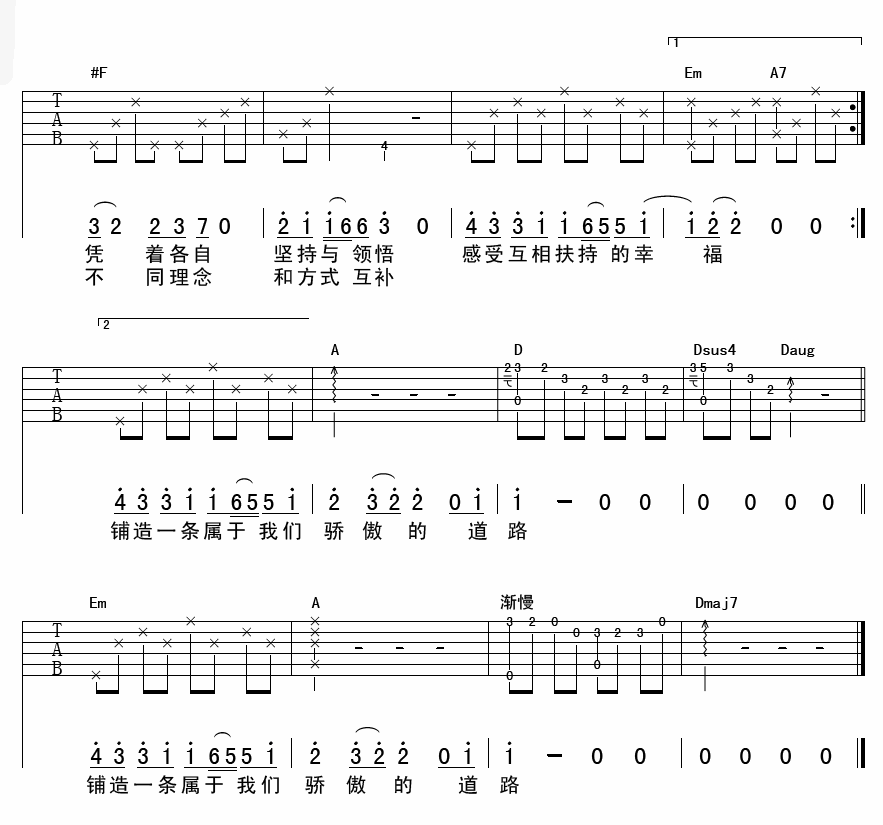 1
#F Em A7
T
A
B 4
3 2 2 3 7 0 2 1 1 6 6 3 0 4 3 3 1 1 6 5 5 1 1 2 2 0 0
凭 着各自 坚持与 领悟 感受互相扶持 的幸 福
不 同理念 和方式 互补
2
A D Dsus4 Daug
T 2 3 2 3 2 3 2 3 2 3 5 3 3 2
A
B 0 0
4 3 3 1 1 6 5 5 1 2 3 2 2 0 1 1 － 0 0 0 0 0 0
铺造一条属于 我们 骄 傲 的 道 路
Em A 渐慢 Dmaj7
T 3 2 0 0 3 2 3 0
A
B 0 0
4 3 3 1 1 6 5 5 1 2 3 2 2 0 1 1 － 0 0 0 0 0 0
铺造一条属于 我们 骄 傲 的 道 路